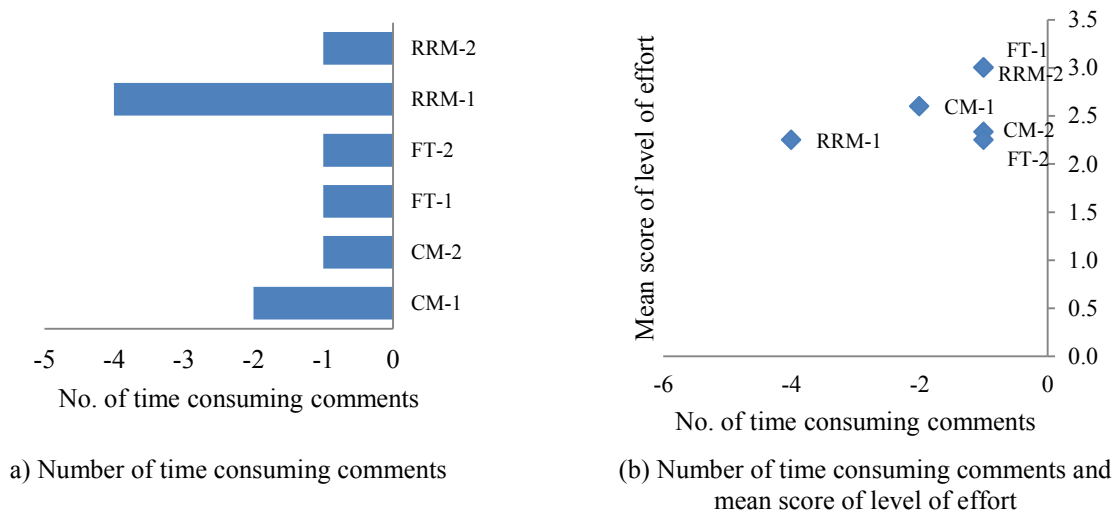 RRM-2
RRM-1
FT-2
FT-1
CM-2
CM-1
-5 -4 -3 -2 -1 0
No. of time consuming comments
a) Number of time consuming comments
Mean score of level of effort
3.5
3.0
2.5
2.0
1.5
1.0
0.5
0.0
FT-1
RRM-2
CM-1
CM-2
RRM-1
FT-2
-6 -4 -2 0
No. of time consuming comments
(b) Number of time consuming comments and
mean score of level of effort